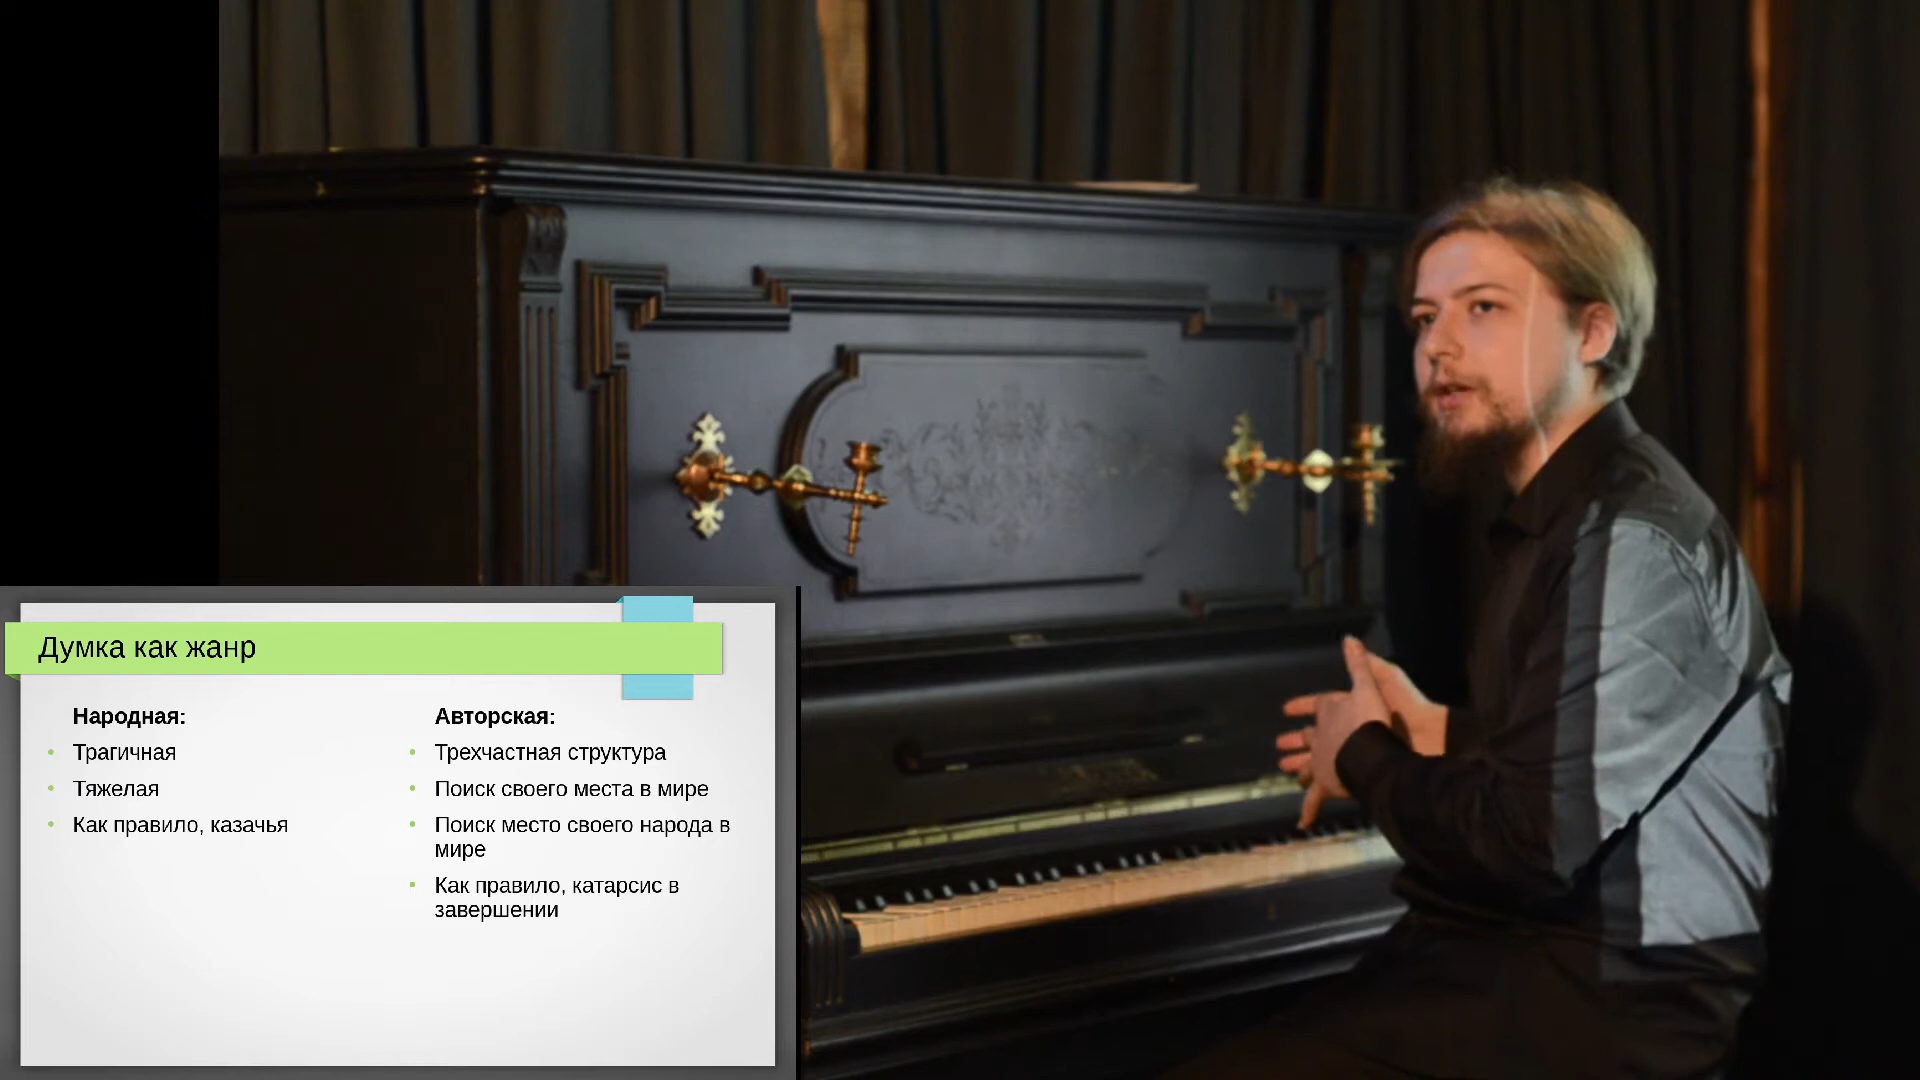 Думка как жанр
Народная:
Трагичная
Тяжелая
Как правило, казачья
Авторская:
Трехчастная структура
Поиск своего места в мире
Поиск место своего народа в
мире
Как правило, катарсис в
завершении